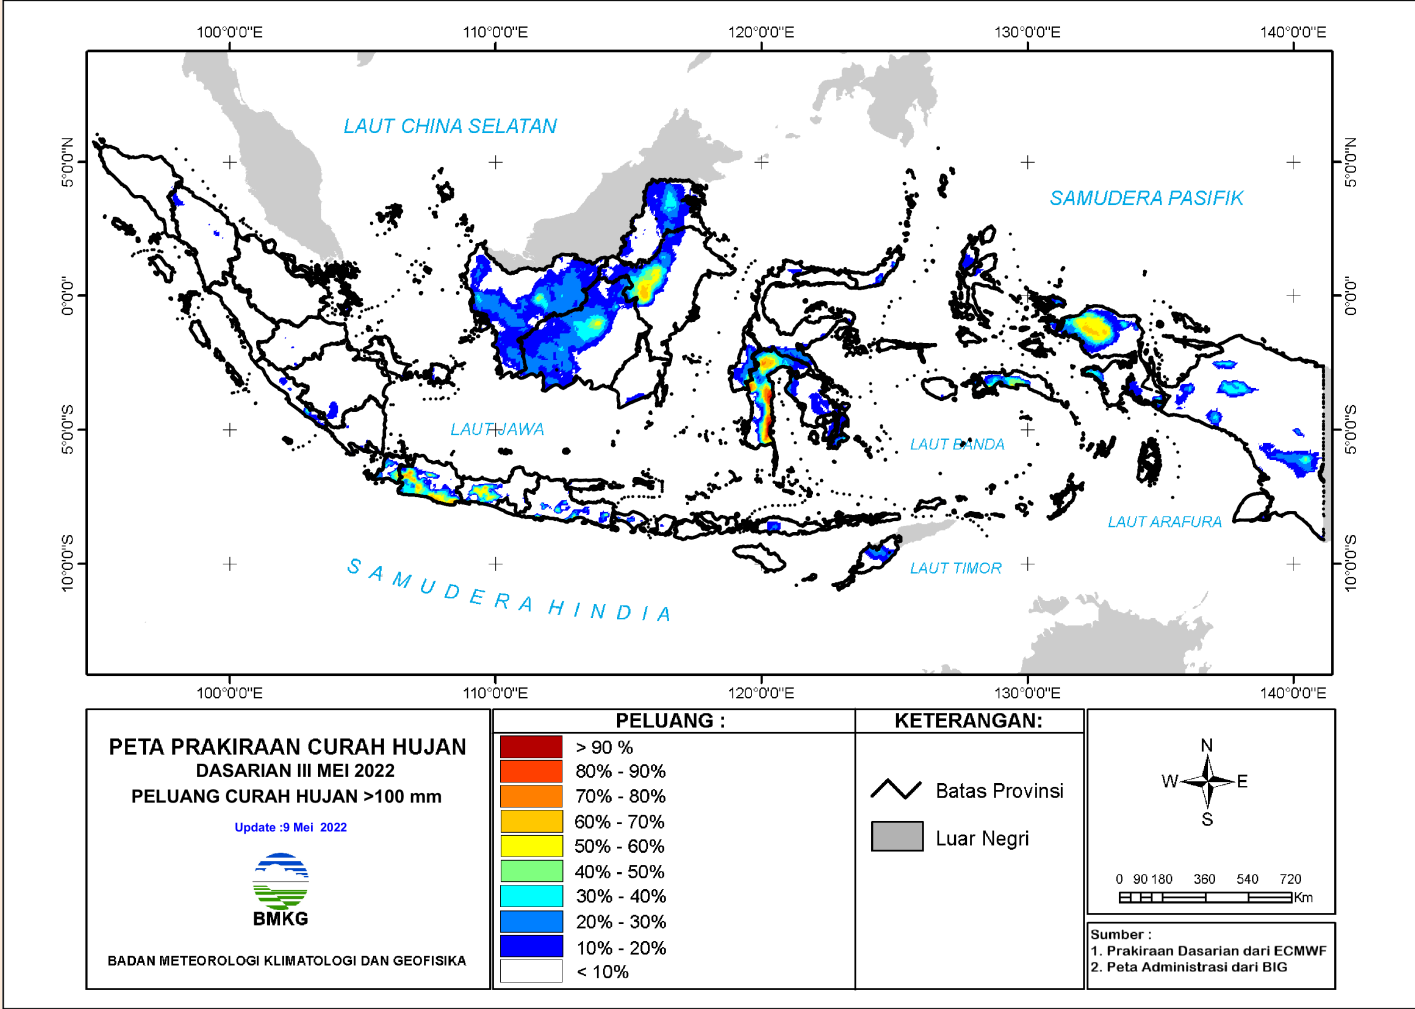 100°0'0"E 110°0'0"E 120°0'0"E 130°0'0"E 140°0'0"E
LAUT CHINA SELATAN
5°0'0"N 5°0'0"N
SAMUDERA PASIFIK
0°0'0" 0°0'0"
LAUT JAWA
5°0'0"S 5°0'0"S
LAUT BANDA
LAUT ARAFURA
SAMUDERA HINDIA
LAUT TIMOR
10°0'0"S 10°0'0"S
100°0'0"E 110°0'0"E 120°0'0"E 130°0'0"E 140°0'0"E
PETA PRAKIRAAN CURAH HUJAN
DASARIAN III MEI 2022
PELUANG CURAH HUJAN >100 mm
Update :9 Mei 2022
BMKG
BADAN METEOROLOGI KLIMATOLOGI DAN GEOFISIKA
PELUANG :
> 90 %
80% - 90%
70% - 80%
60% - 70%
50% - 60%
40% - 50%
30% - 40%
20% - 30%
10% - 20%
< 10%
KETERANGAN:
Batas Provinsi
Luar Negri
N
W E
S
0 90 180 360 540 720
Km
Sumber :
1. Prakiraan Dasarian dari ECMWF
2. Peta Administrasi dari BIG